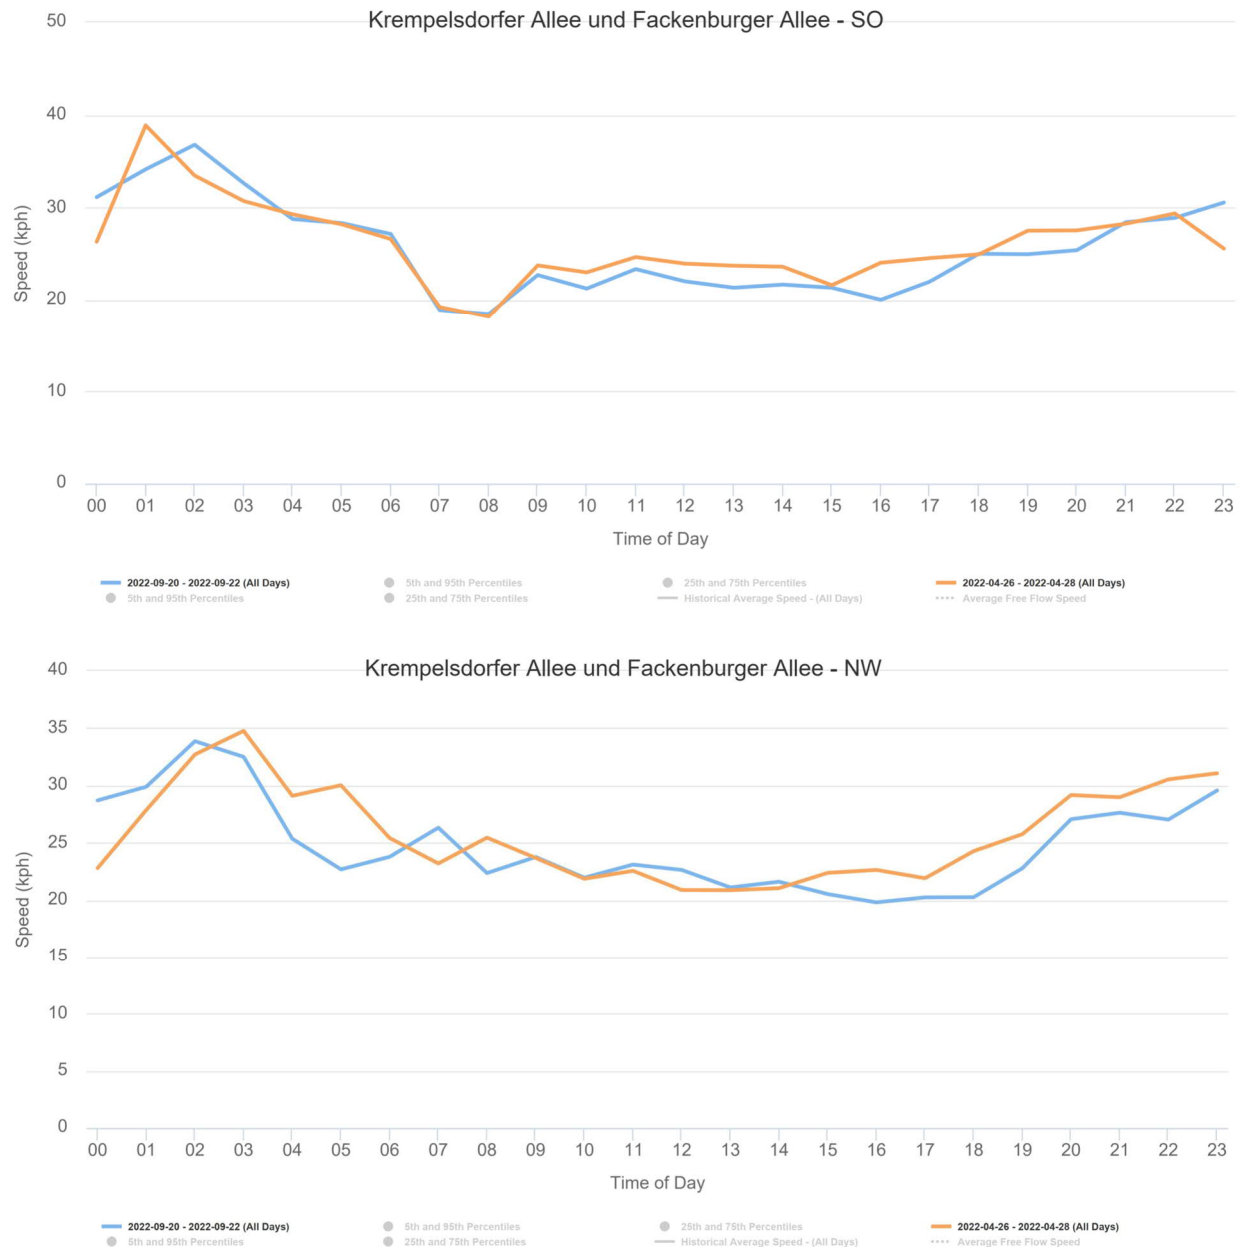 Krempelsdorfer Allee und Fackenburger Allee - SO
50
40
30
20
10
0
Speed (kph)
00 01 02 03 04 05 06 07 08 09 10 11 12 13 14 15 16 17 18 19 20 21 22 23
Time of Day
2022-09-20 - 2022-09-22 (All Days) 5th and 95th Percentiles 25th and 75th Percentiles 2022-04-26 - 2022-04-28 (All Days)
5th and 95th Percentiles 25th and 75th Percentiles Historical Average Speed - (All Days) Average Free Flow Speed
Krempelsdorfer Allee und Fackenburger Allee - NW
40
35
30
25
20
15
10
5
0
Speed (kph)
00 01 02 03 04 05 06 07 08 09 10 11 12 13 14 15 16 17 18 19 20 21 22 23
Time of Day
2022-09-20 - 2022-09-22 (All Days) 5th and 95th Percentiles 25th and 75th Percentiles 2022-04-26 - 2022-04-28 (All Days)
5th and 95th Percentiles 25th and 75th Percentiles Historical Average Speed - (All Days) Average Free Flow Speed